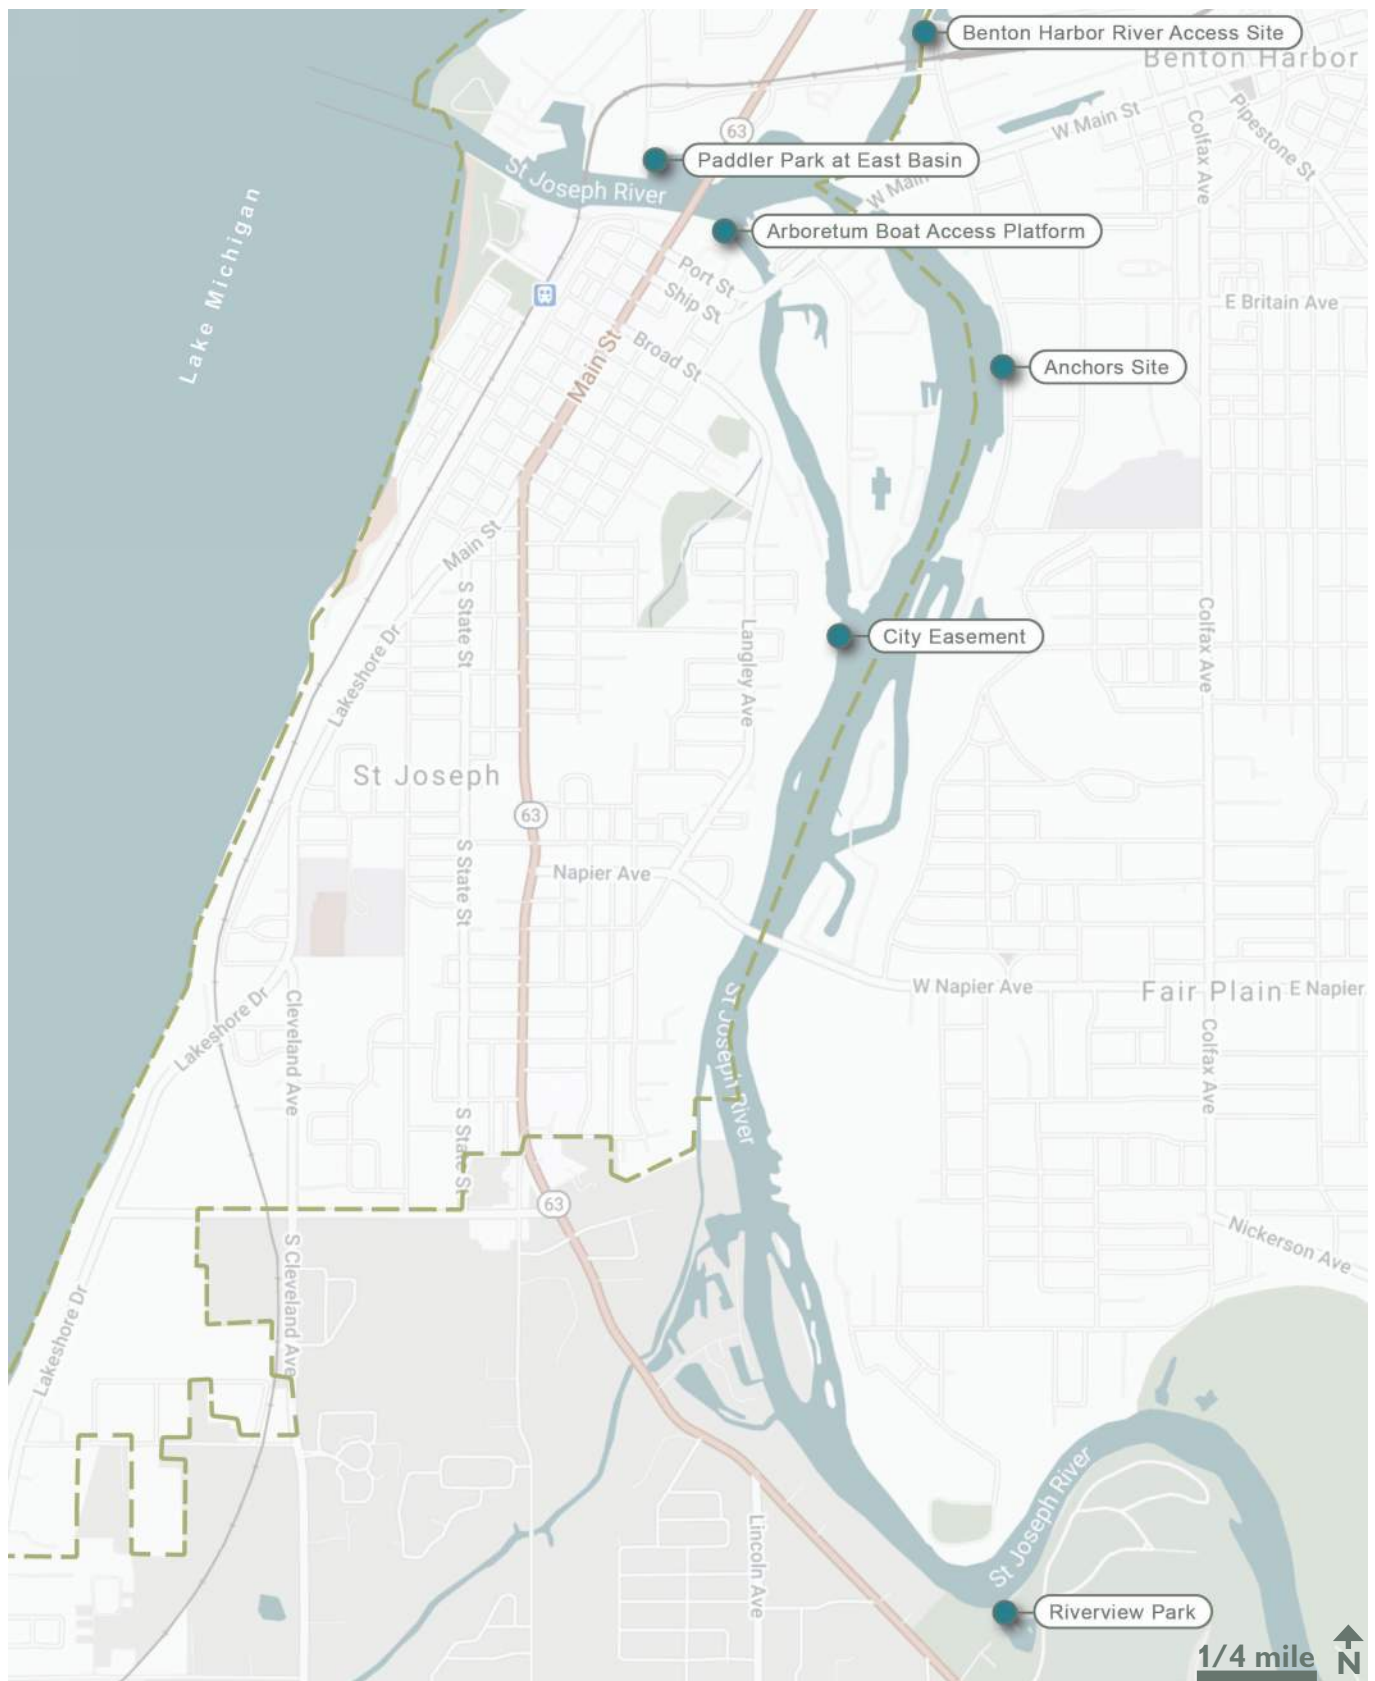 Benton Harbor River Access Site
Benton Harbor
Pipestone St
W Main St
Colfax Ave
63
Paddler Park at East Basin
St Joseph River
W Main
Arboretum Boat Access Platform
Lake Michigan
Port St
Ship St
E Britain Ave
Broad St
Main St
Anchors Site
Main St
S State St
Colfax Ave
Langley Ave
City Easement
Lakeshore Dr
St Joseph
63
S State St
Napier Ave
W Napier Ave
Fair Plain
E Napier
St Joseph River
Lakeshore Dr
Cleveland Ave
Colfax Ave
S State St
63
Nickerson Ave
S Cleveland Ave
Lakeshore Dr
St Joseph River
Lincoln Ave
Riverview Park
1/4 mile
N